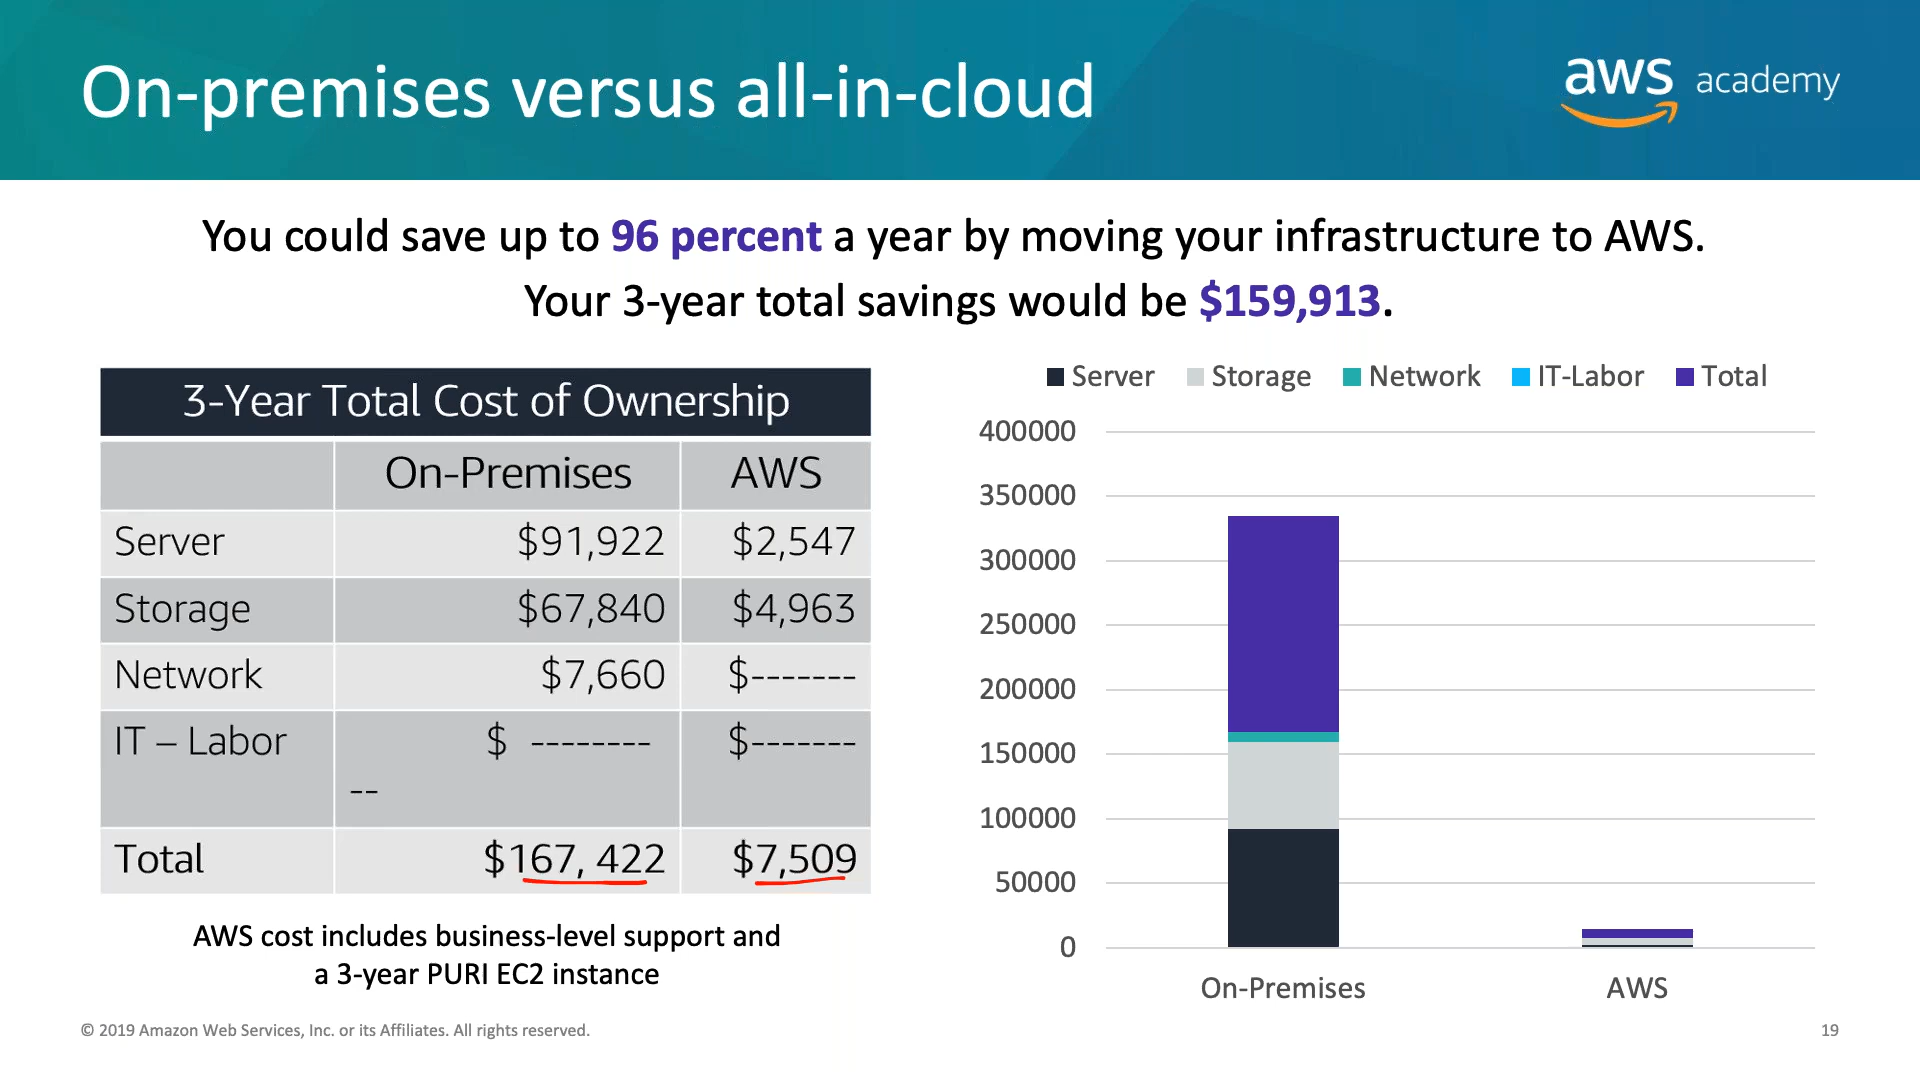 On-premises versus all-in-cloud
aws academy
You could save up to 96 percent a year by moving your infrastructure to AWS.
Your 3-year total savings would be $159,913.
3-Year Total Cost of Ownership
On-Premises AWS
Server $91,922 $2,547
Storage $67,840 $4,963
Network $7,660 $-------
IT – Labor $ -------- $-------
--
Total $167, 422 $7,509
AWS cost includes business-level support and
a 3-year PURI EC2 instance
Server Storage Network IT-Labor Total
400000
350000
300000
250000
200000
150000
100000
50000
0
On-Premises AWS
© 2019 Amazon Web Services, Inc. or its Affiliates. All rights reserved.
19